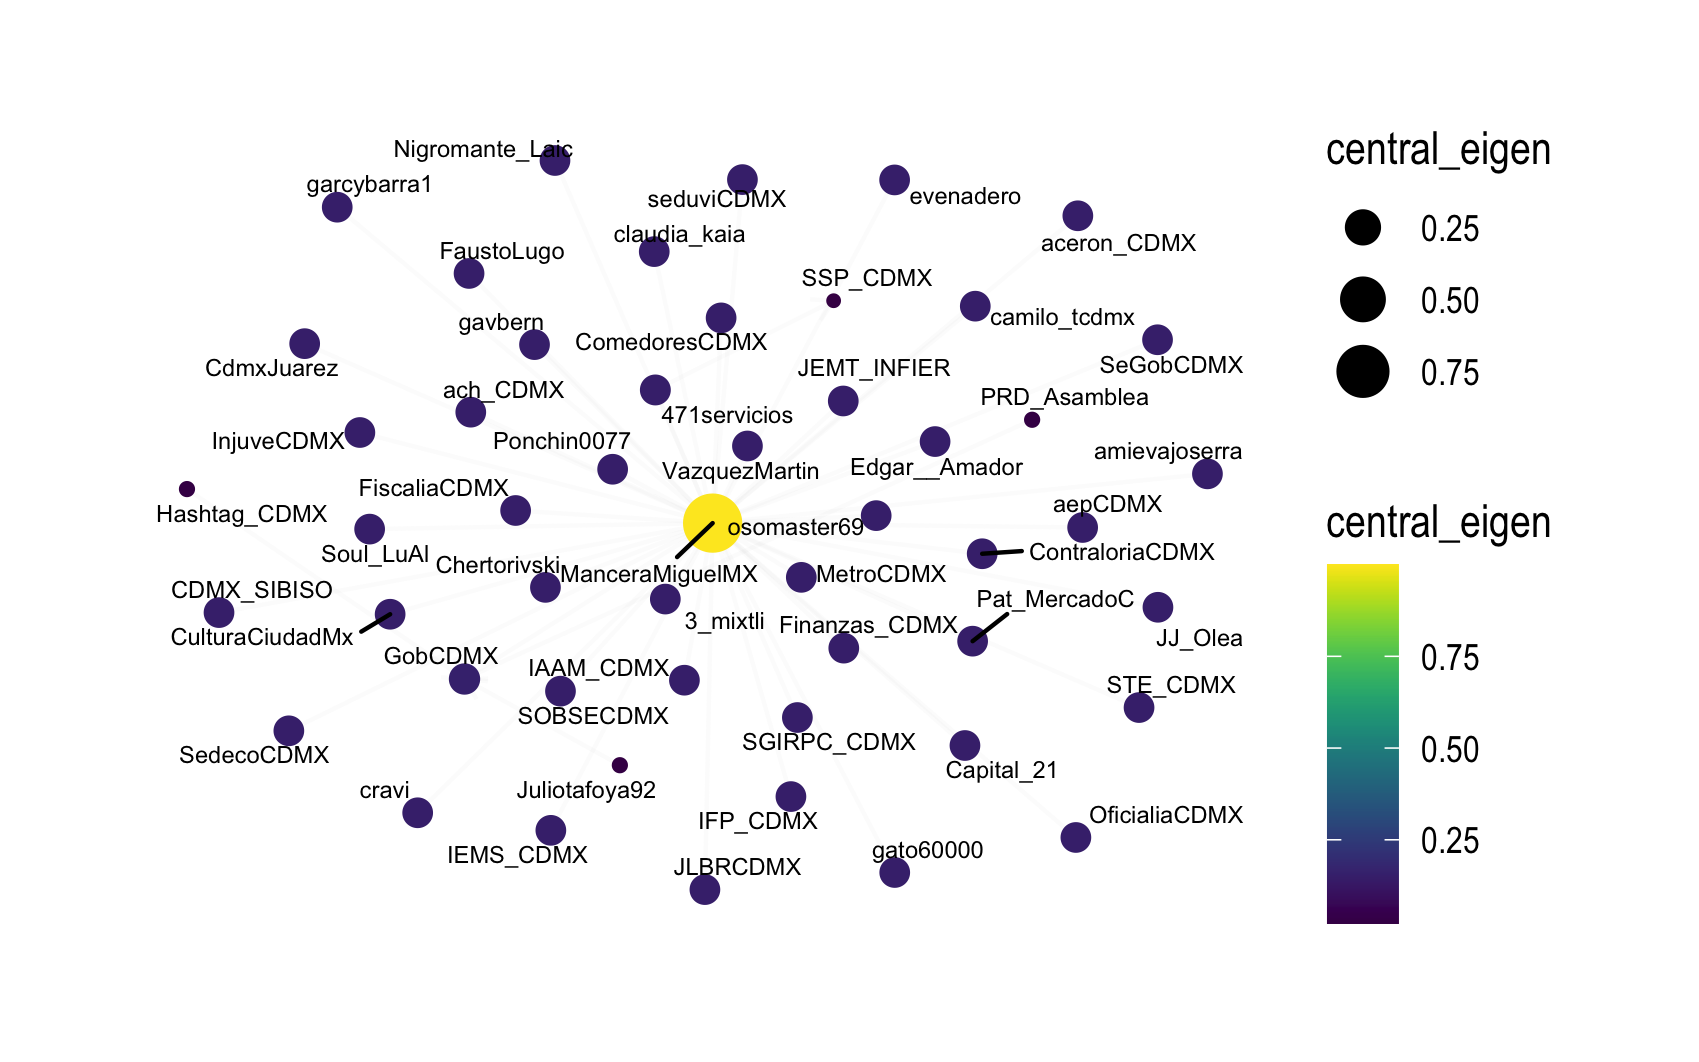 Nigromante_Laic
garcybarra1
seduviCDMX
evenadero
claudia_kaia
aceron_CDMX
FaustoLugo
SSP_CDMX
gavbern
camilo_tcdmx
ComedoresCDMX
CdmxJuarez
JEMT_INFIER
SeGobCDMX
ach_CDMX
PRD_Asamblea
471servicios
InjuveCDMX
Ponchin0077
amievajoserra
VazquezMartin
Edgar__Amador
FiscaliaCDMX
aepCDMX
Hashtag_CDMX
osomaster69
Soul_LuAl
ContraloriaCDMX
Chertorivski
ManceraMiguelMX
MetroCDMX
CDMX_SIBISO
Pat_MercadoC
3_mixtli
Finanzas_CDMX
CulturaCiudadMx
JJ_Olea
GobCDMX
IAAM_CDMX
STE_CDMX
SOBSECDMX
SGIRPC_CDMX
SedecoCDMX
Capital_21
cravi
Juliotafoya92
OficialiaCDMX
IFP_CDMX
IEMS_CDMX
gato60000
JLBRCDMX
central_eigen
0.25
0.50
0.75
central_eigen
0.75
0.50
0.25